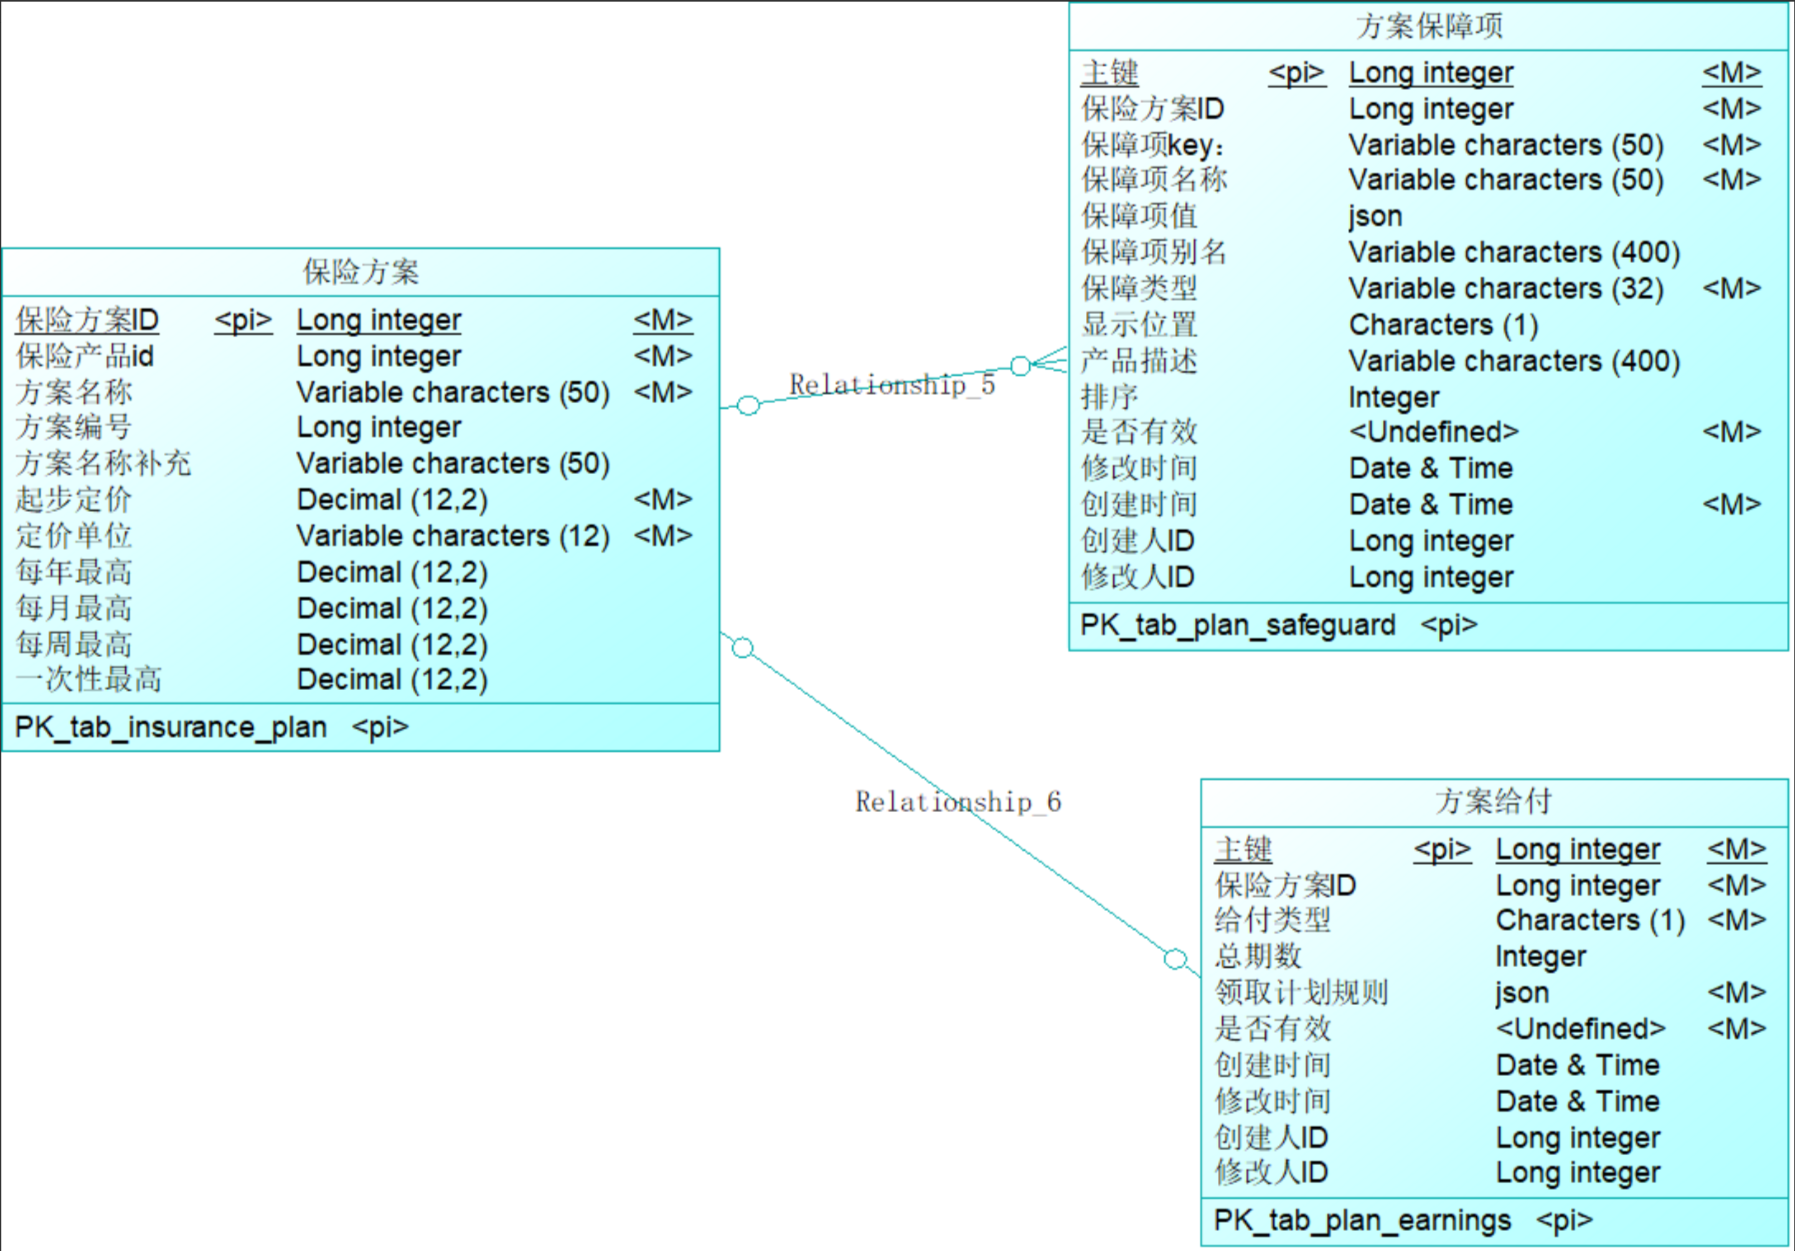 方案保障项
主键 <pi> Long integer <M>
保险方案ID Long integer <M>
保障项key： Variable characters (50) <M>
保障项名称 Variable characters (50) <M>
保障项值 json
保障项别名 Variable characters (400)
保障类型 Variable characters (32) <M>
显示位置 Characters (1)
产品描述 Variable characters (400)
排序 Integer
是否有效 <Undefined> <M>
修改时间 Date & Time
创建时间 Date & Time <M>
创建人ID Long integer
修改人ID Long integer
PK_tab_plan_safeguard <pi>
保险方案
保险方案ID <pi> Long integer <M>
保险产品id Long integer <M>
方案名称 Variable characters (50) <M>
方案编号 Long integer
方案名称补充 Variable characters (50)
起步定价 Decimal (12,2) <M>
定价单位 Variable characters (12) <M>
每年最高 Decimal (12,2)
每月最高 Decimal (12,2)
每周最高 Decimal (12,2)
一次性最高 Decimal (12,2)
PK_tab_insurance_plan <pi>
Relationship_5
Relationship_6
方案给付
主键 <pi> Long integer <M>
保险方案ID Long integer <M>
给付类型 Characters (1) <M>
总期数 Integer
领取计划规则 json <M>
是否有效 <Undefined> <M>
创建时间 Date & Time
修改时间 Date & Time
创建人ID Long integer
修改人ID Long integer
PK_tab_plan_earnings <pi>